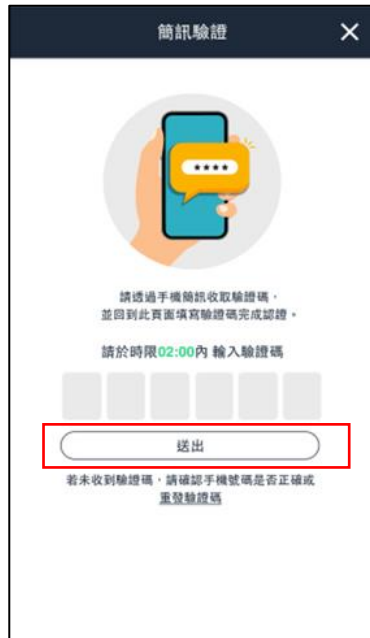 簡訊驗證
****
請透過手機簡訊收取驗證碼，
並回到此頁面填寫驗證碼完成認證。
請於時限02:00內 輸入驗證碼
送出
若未收到驗證碼，請確認手機號碼是否正確或
重發驗證碼